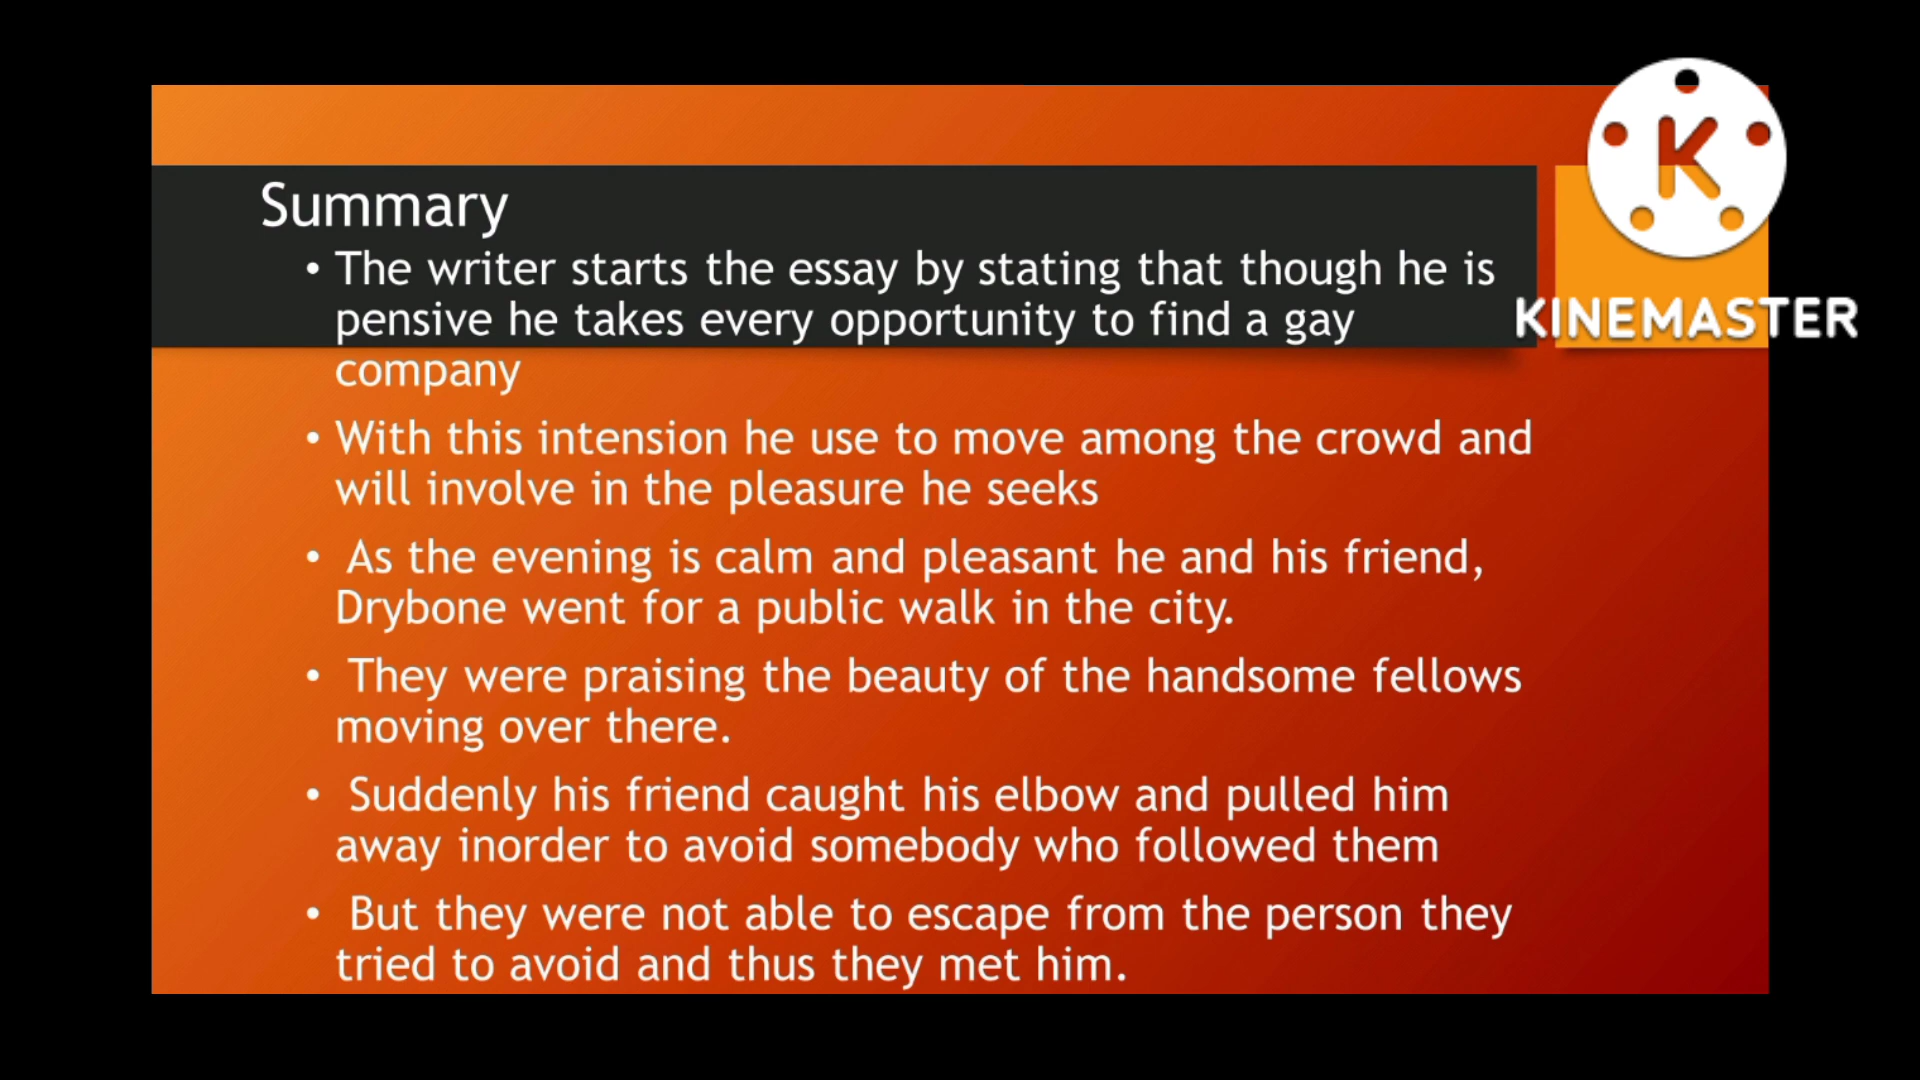 Summary
• The writer starts the essay by stating that though he is
pensive he takes every opportunity to find a gay
company
• With this intension he use to move among the crowd and
will involve in the pleasure he seeks
• As the evening is calm and pleasant he and his friend,
Drybone went for a public walk in the city.
• They were praising the beauty of the handsome fellows
moving over there.
• Suddenly his friend caught his elbow and pulled him
away inorder to avoid somebody who followed them
• But they were not able to escape from the person they
tried to avoid and thus they met him.
K
KINEMASTER